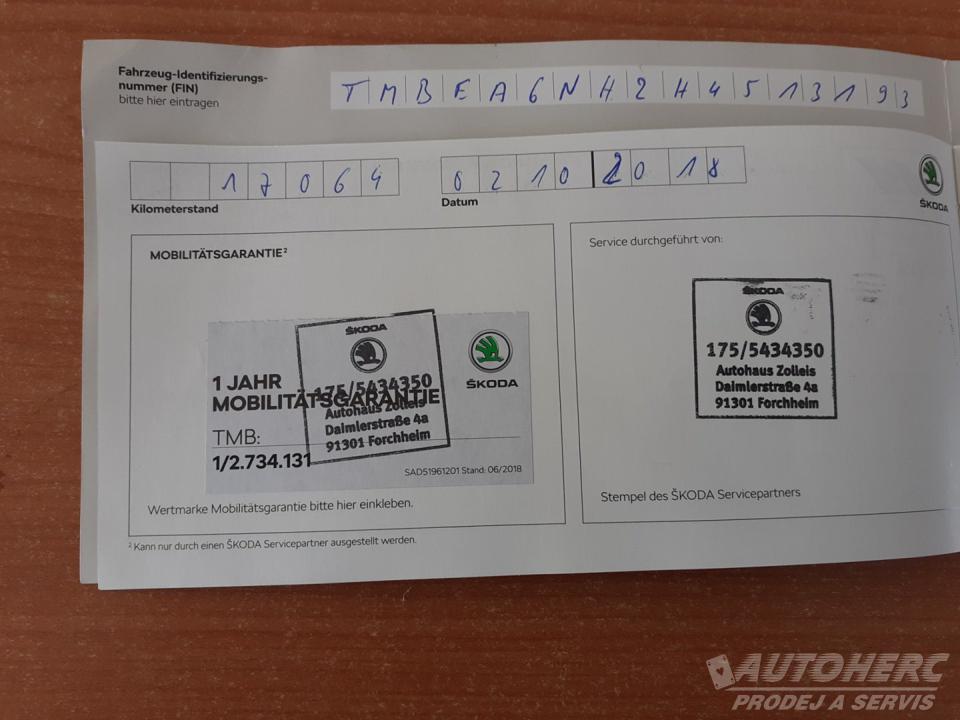 Fahrzeug-Identifizierungs-
nummer (FIN)
bitte hier eintragen
TMBEA6NH2H4513193
17064
02102018
Kilometerstand
Datum
ŠKODA
MOBILITÄTSGARANTIE²
1 JAHR
MOBILITÄTSGARANTIE
TMB:
1/2.734.131
ŠKODA
175/5434350
Autohaus Zolleis
Daimlerstraße 4a
91301 Forchheim
ŠKODA
SAD51961201 Stand: 06/2018
Wertmarke Mobilitätsgarantie bitte hier einkleben.
² Kann nur durch einen ŠKODA Servicepartner ausgestellt werden.
Service durchgeführt von:
ŠKODA
175/5434350
Autohaus Zolleis
Daimlerstraße 4a
91301 Forchheim
Stempel des ŠKODA Servicepartners
AUTOHERC
PRODEJ A SERVIS